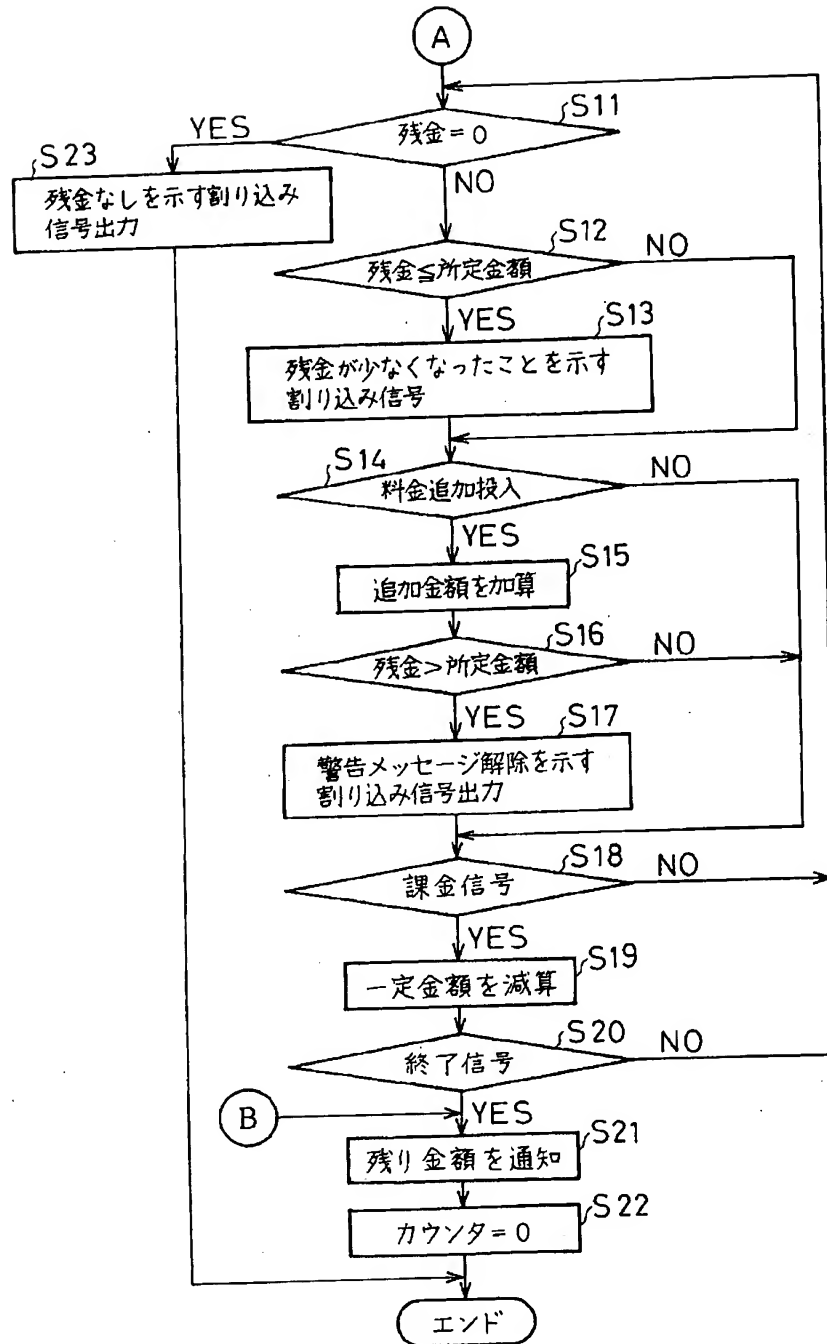 A
S11
YES
残金=0
S23
NO
残金なしを示す割り込み
信号出力
S12
NO
残金≦所定金額
YES
S13
残金が少なくなったことを示す
割り込み信号
S14
NO
料金追加投入
YES
S15
追加金額を加算
S16
NO
残金>所定金額
YES
S17
警告メッセージ解除を示す
割り込み信号出力
S18
NO
課金信号
YES
S19
一定金額を減算
S20
NO
終了信号
B
YES
S21
残り金額を通知
S22
カウンタ=0
エンド